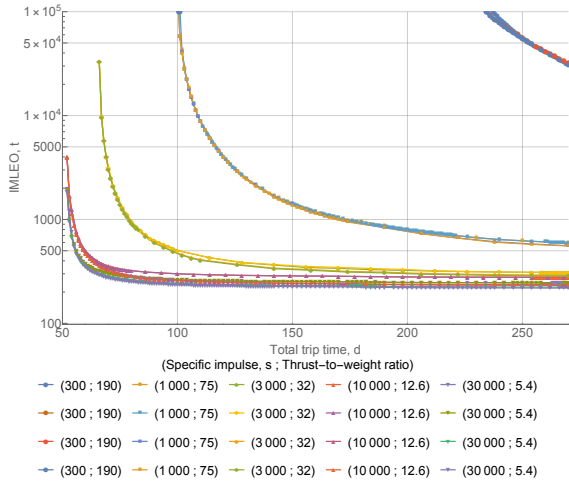 5×10⁴
1×10⁴
5000
1000
500
100
IMLEO, t
50
100
150
200
250
Total trip time, d
(Specific impulse, s ; Thrust−to−weight ratio)
(300 ; 190) (1 000 ; 75) (3 000 ; 32) (10 000 ; 12.6) (30 000 ; 5.4)
(300 ; 190) (1 000 ; 75) (3 000 ; 32) (10 000 ; 12.6) (30 000 ; 5.4)
(300 ; 190) (1 000 ; 75) (3 000 ; 32) (10 000 ; 12.6) (30 000 ; 5.4)
(300 ; 190) (1 000 ; 75) (3 000 ; 32) (10 000 ; 12.6) (30 000 ; 5.4)